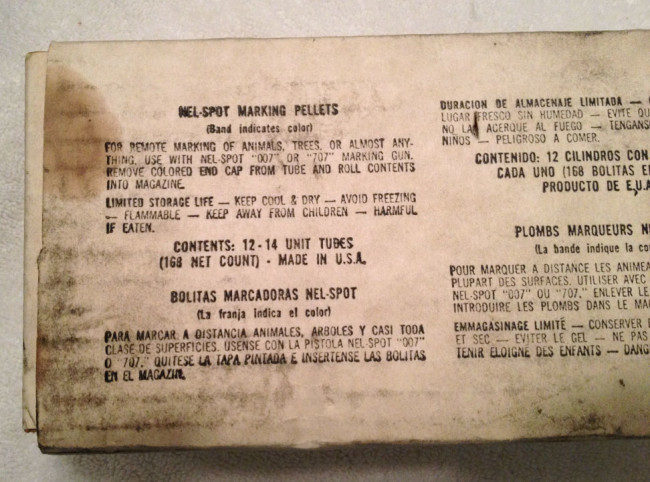 NEL-SPOT MARKING PELLETS
(Band indicates color)
FOR REMOTE MARKING OF ANIMALS, TREES, OR ALMOST ANY-
THING. USE WITH NEL-SPOT "007" OR "707" MARKING GUN.
REMOVE COLORED END CAP FROM TUBE AND ROLL CONTENTS
INTO MAGAZINE.
LIMITED STORAGE LIFE — KEEP COOL & DRY — AVOID FREEZING
— FLAMMABLE — KEEP AWAY FROM CHILDREN — HARMFUL
IF EATEN.
CONTENTS: 12-14 UNIT TUBES
(168 NET COUNT) - MADE IN U.S.A.
BOLITAS MARCADORAS NEL-SPOT
(La franja indica el color)
PARA MARCAR A DISTANCIA ANIMALES, ARBOLES Y CASI TODA
CLASE DE SUPERFICIES. USENSE CON LA PISTOLA NEL-SPOT "007"
O "707." QUITESE LA TAPA PINTADA E INSERTENSE LAS BOLITAS
EN EL MAGAZIN.
DURACION DE ALMACENAJE LIMITADA —
LUGAR FRESCO SIN HUMEDAD — EVITE
NO LA ACERQUE AL FUEGO —
NIÑOS — PELIGROSO A COMER.
CONTENIDO: 12 CILINDROS CON
CADA UNO (168 BOLITAS
PRODUCTO DE E.U.A
PLOMBS MARQUEURS
(La bande indique la
POUR MARQUER A DISTANCE LES
PLUPART DES SURFACES. UTILISER AVEC
NEL-SPOT "007" OU "707." ENLEVER LE
INTRODUIRE LES PLOMBS DANS LE
EMMAGASINAGE LIMITÉ — CONSERVER
ET SEC — EVITER LE GEL — NE PAS
TENIR ELOIGNE DES ENFANTS —